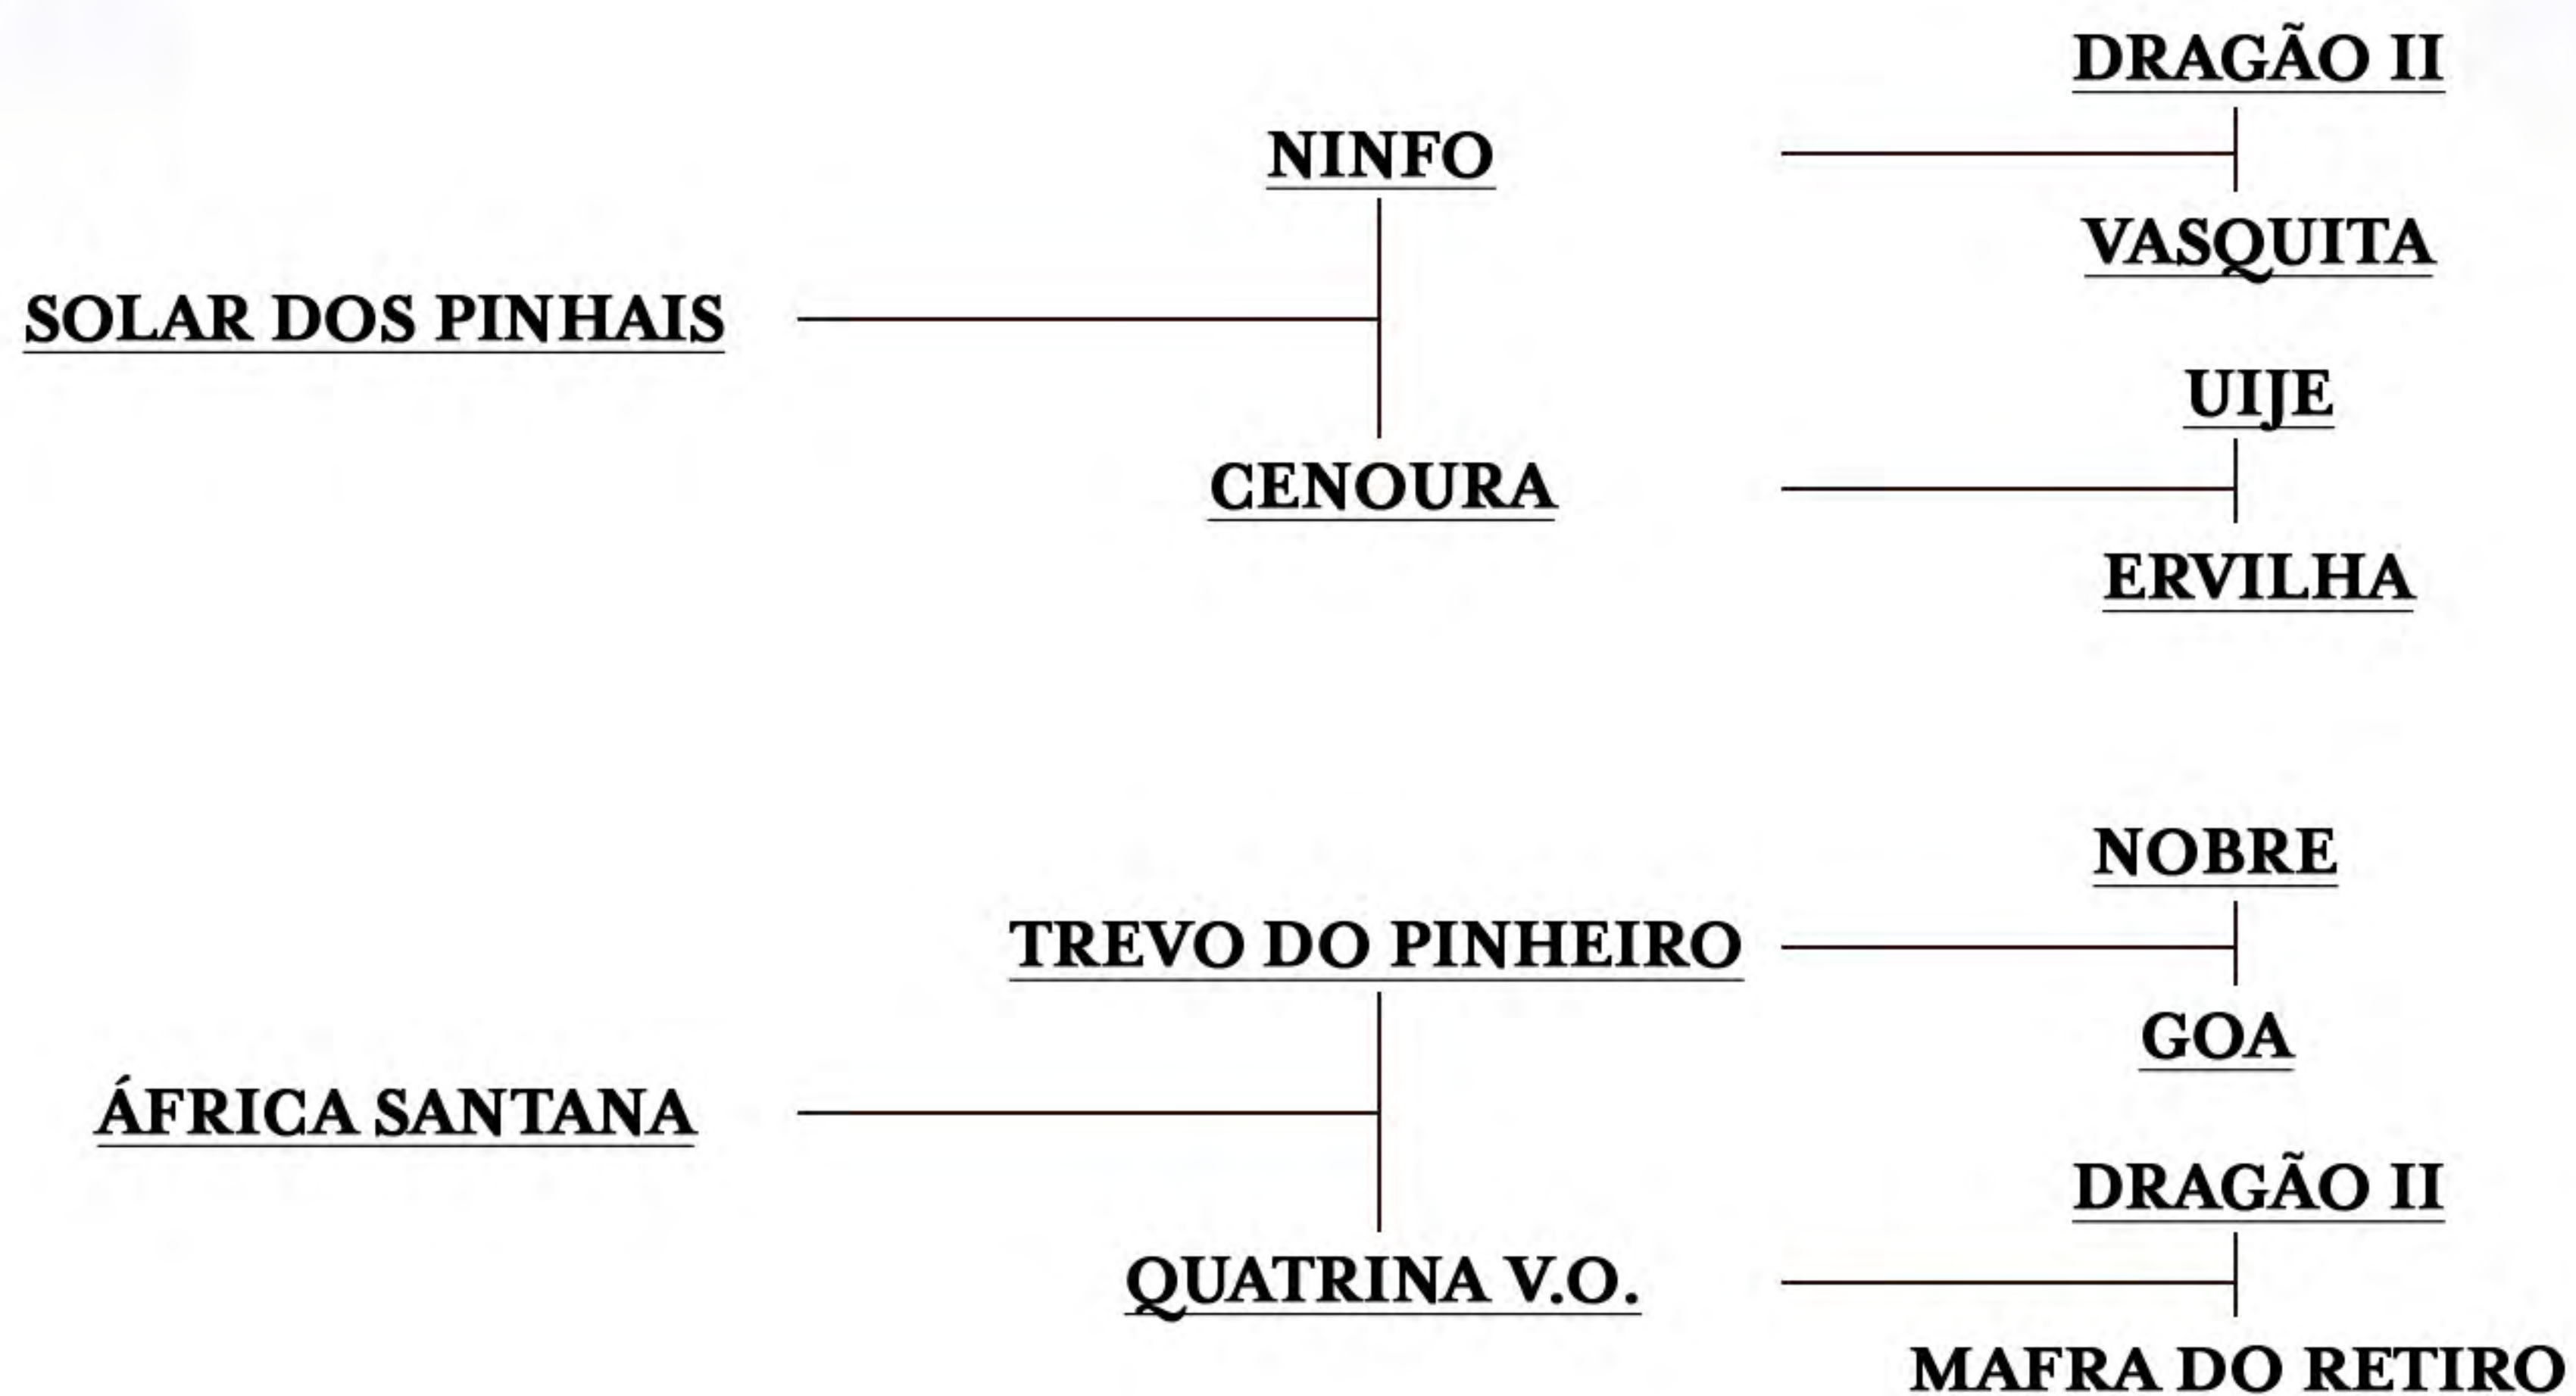 DRAGÃO II
NINFO
VASQUITA
SOLAR DOS PINHAIS
UIJE
CENOURA
ERVILHA
NOBRE
TREVO DO PINHEIRO
GOA
ÁFRICA SANTANA
DRAGÃO II
QUATRINA V.O.
MAFRA DO RETIRO